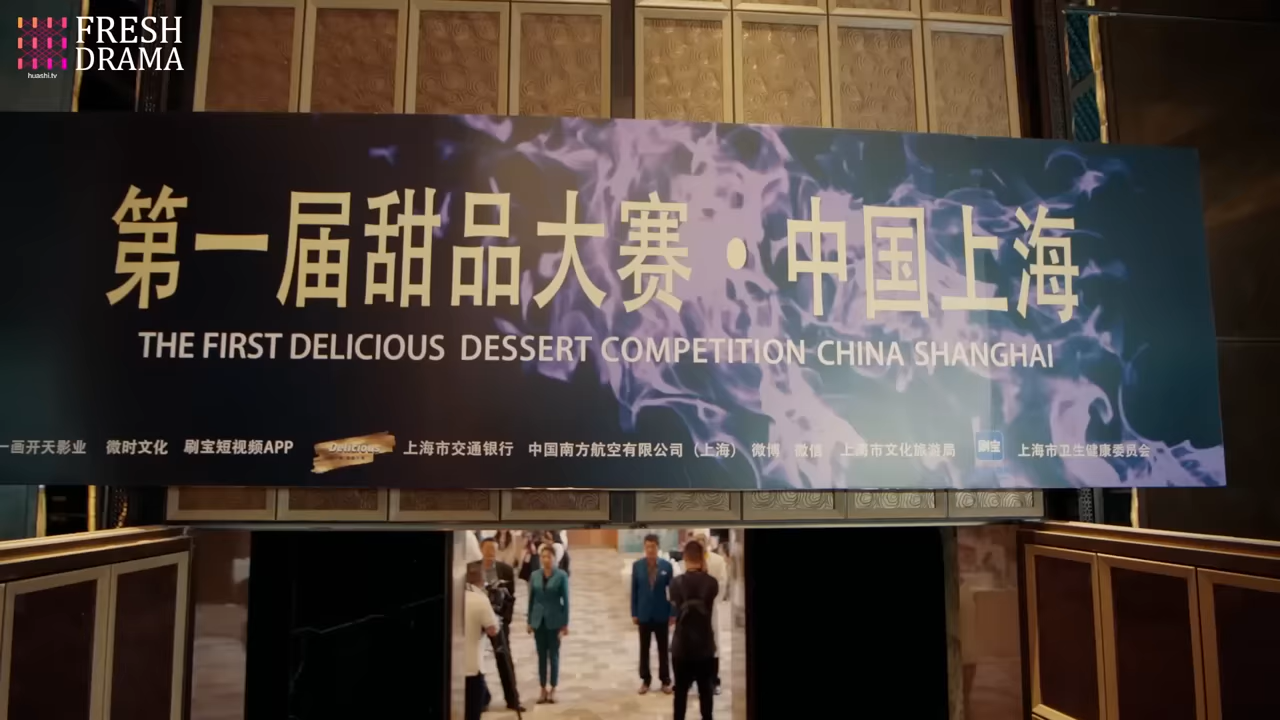 FRESH
DRAMA
huashi.tv
第一届甜品大赛·中国上海
THE FIRST DELICIOUS DESSERT COMPETITION CHINA SHANGHAI
一画开天影业 微时文化 刷宝短视频APP Delicious 上海市交通银行 中国南方航空有限公司（上海） 微博 微信 上海市文化旅游局 刷宝 上海市卫生健康委员会